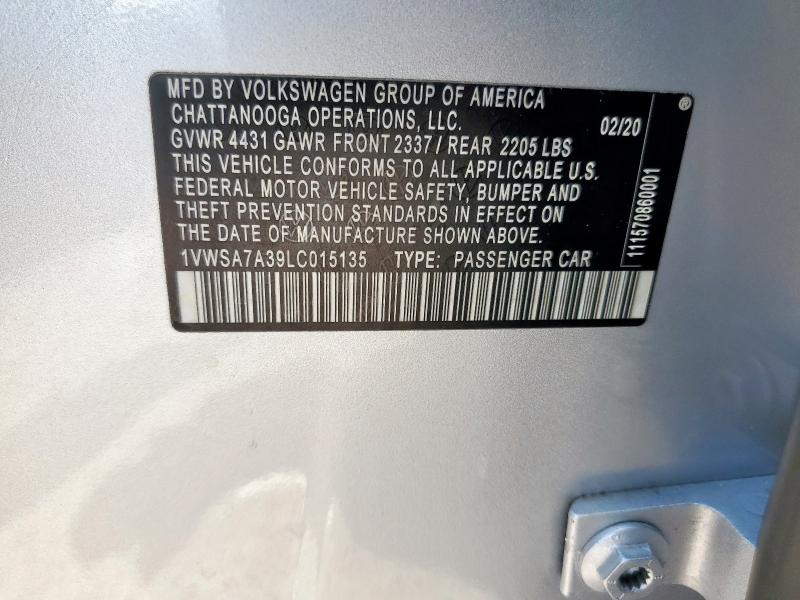 MFD BY VOLKSWAGEN GROUP OF AMERICA
CHATTANOOGA OPERATIONS, LLC. 02/20
GVWR 4431 GAWR FRONT 2337 / REAR 2205 LBS
THIS VEHICLE CONFORMS TO ALL APPLICABLE U.S.
FEDERAL MOTOR VEHICLE SAFETY, BUMPER AND
THEFT PREVENTION STANDARDS IN EFFECT ON
THE DATE OF MANUFACTURE SHOWN ABOVE.
1VWSA7A39LC015135 TYPE: PASSENGER CAR
111570860001
®